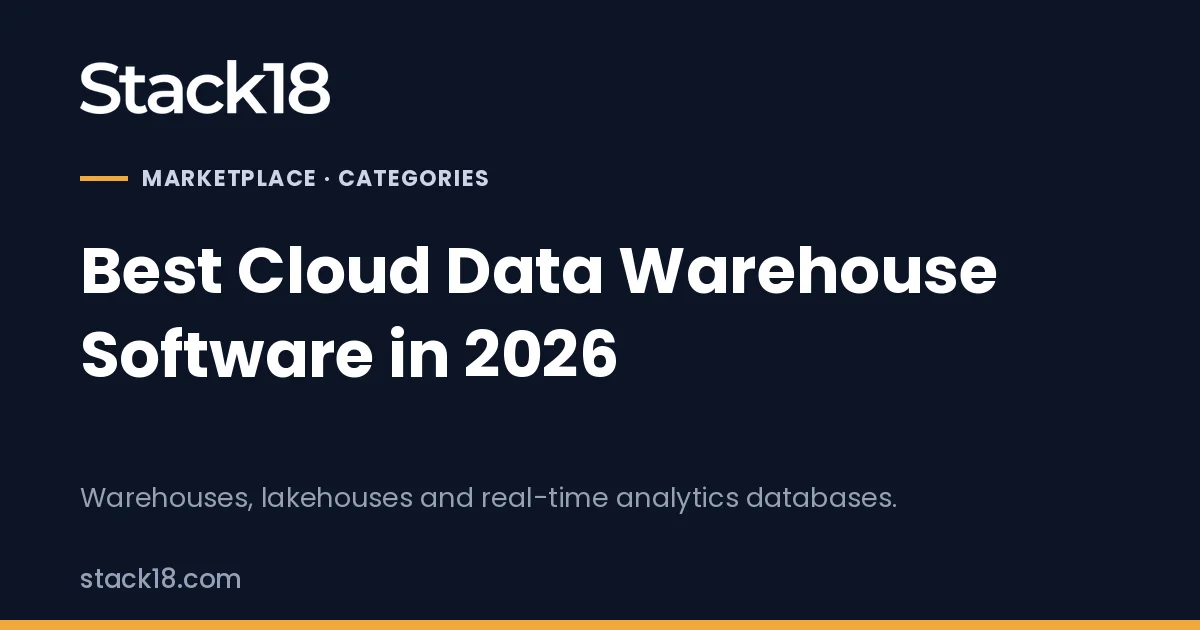 Stack18
MARKETPLACE · CATEGORIES
Best Cloud Data Warehouse
Software in 2026
Warehouses, lakehouses and real-time analytics databases.
stack18.com